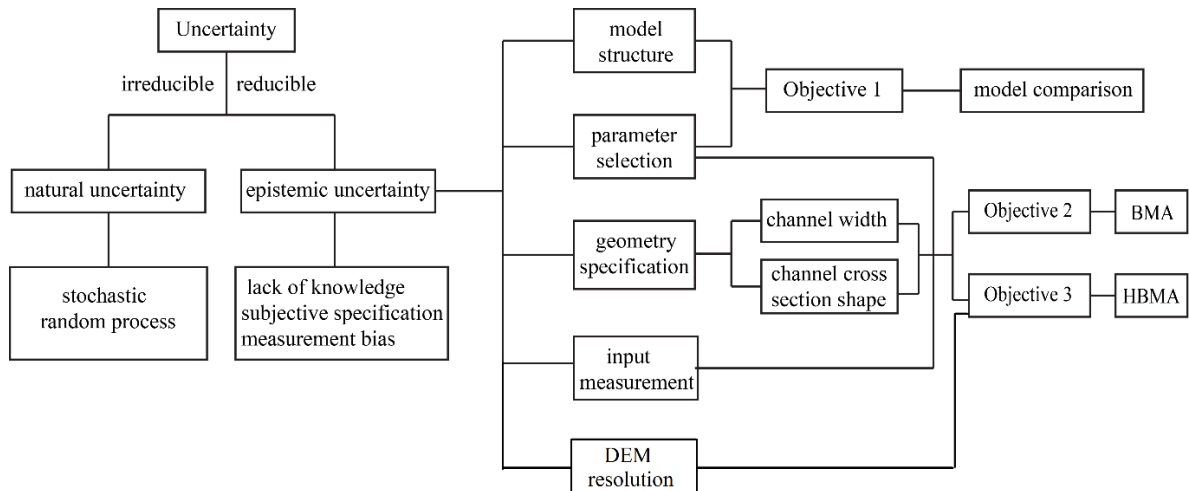 Uncertainty
irreducible
reducible
natural uncertainty
epistemic uncertainty
stochastic
random process
lack of knowledge
subjective specification
measurement bias
model
structure
parameter
selection
geometry
specification
input
measurement
DEM
resolution
channel width
channel cross
section shape
Objective 1
model comparison
Objective 2
BMA
Objective 3
HBMA